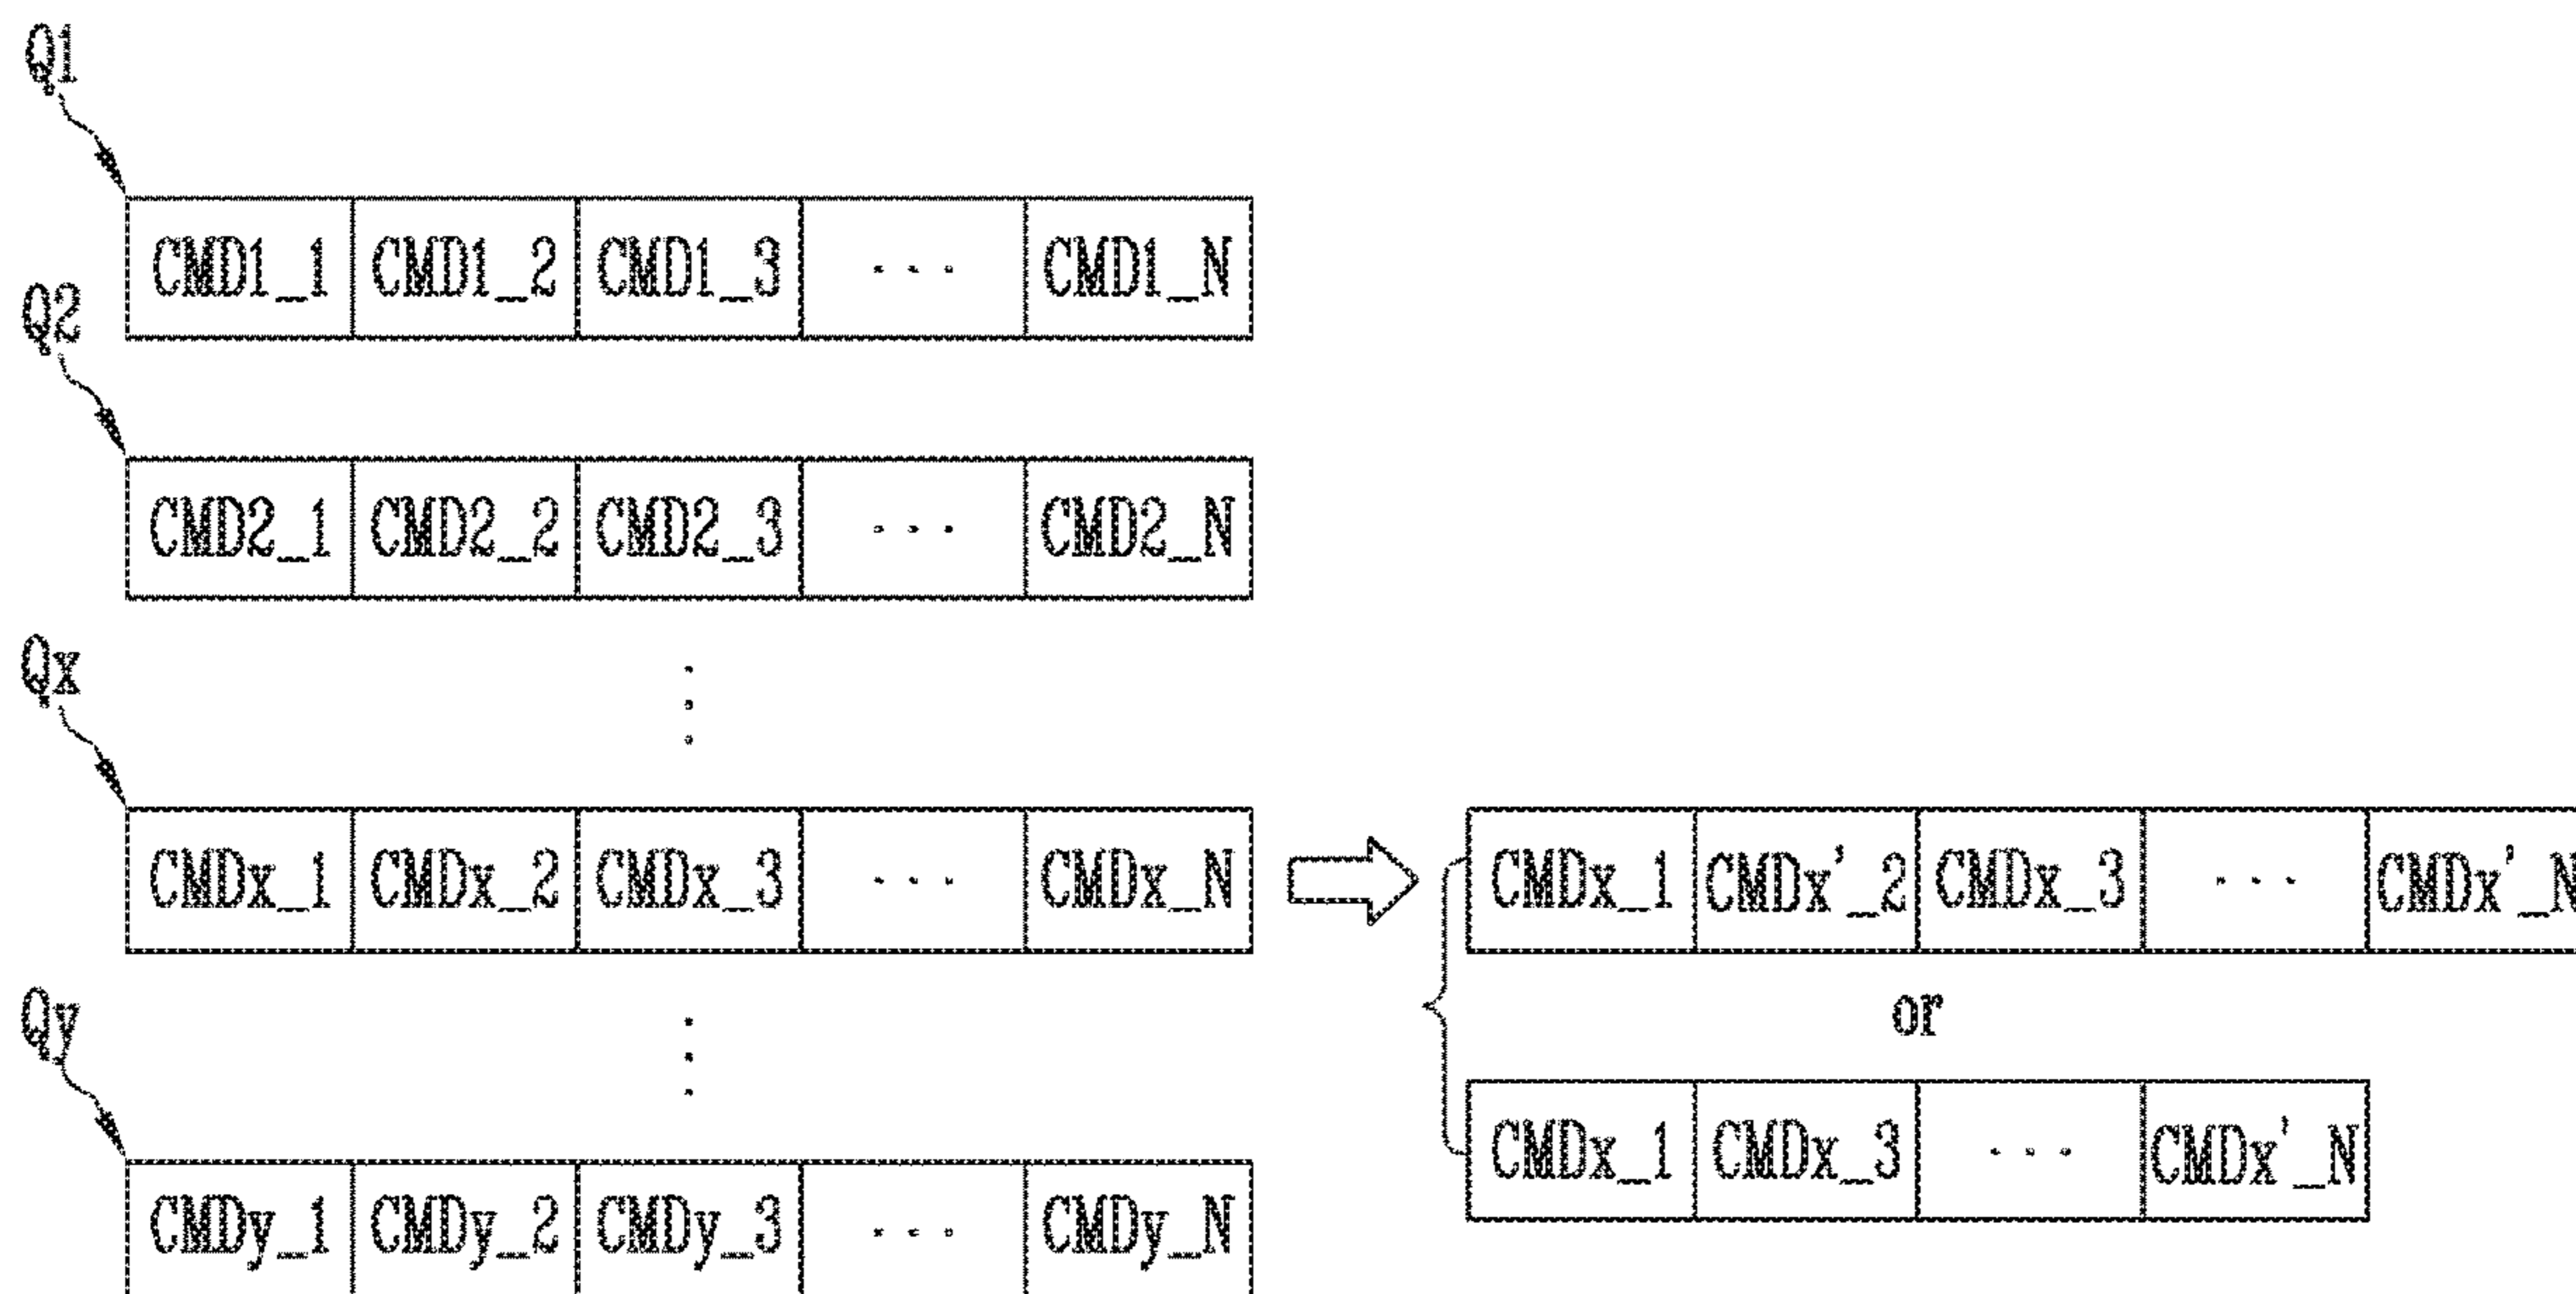 Q1
CMD1_1 CMD1_2 CMD1_3 ... CMD1_N
Q2
CMD2_1 CMD2_2 CMD2_3 ... CMD2_N
Qx
CMDx_1 CMDx_2 CMDx_3 ... CMDx_N
CMDx_1 CMDx'_2 CMDx_3 ... CMDx'_N
or
CMDx_1 CMDx_3 ... CMDx'_N
Qy
CMDy_1 CMDy_2 CMDy_3 ... CMDy_N